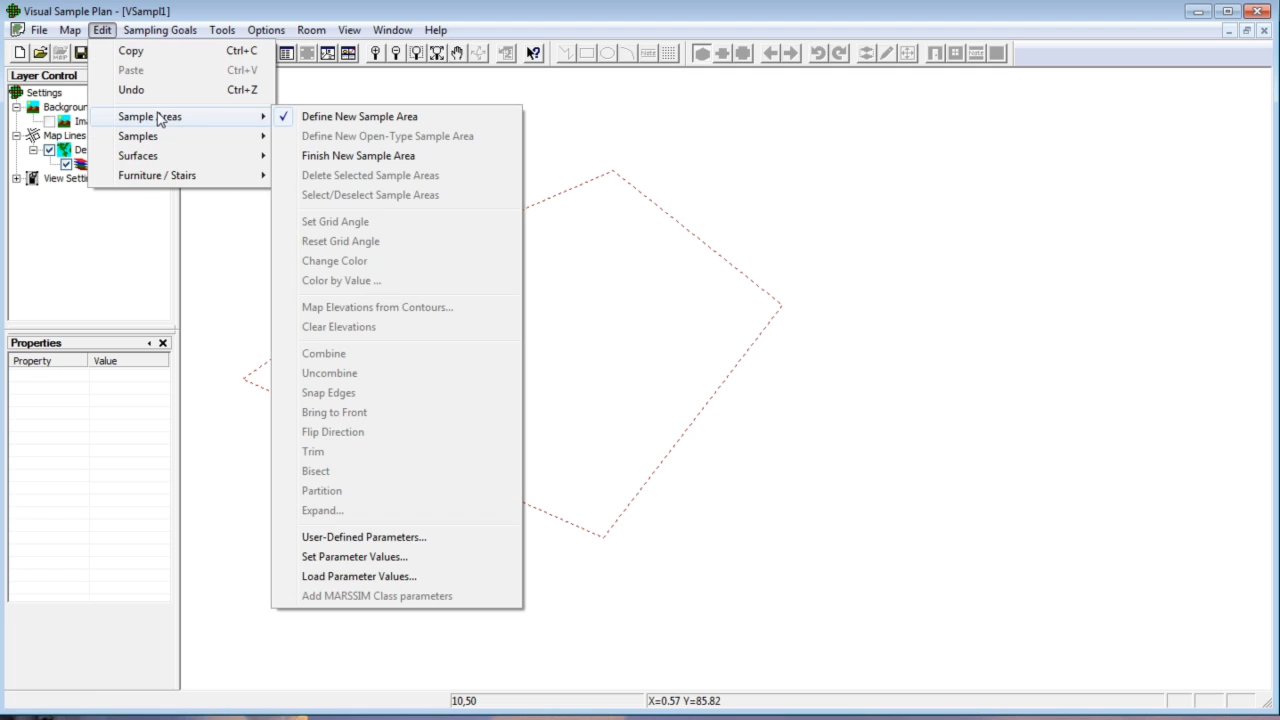 Visual Sample Plan - [VSampl1]
File Map Edit Sampling Goals Tools Options Room View Window Help
Layer Control
Settings
Map Lines
View
Copy Ctrl+C
Paste Ctrl+V
Undo Ctrl+Z
Sample Areas
Samples
Surfaces
Furniture / Stairs
Define New Sample Area
Define New Open-Type Sample Area
Finish New Sample Area
Delete Selected Sample Areas
Select/Deselect Sample Areas
Set Grid Angle
Reset Grid Angle
Change Color
Color by Value ...
Map Elevations from Contours...
Clear Elevations
Combine
Uncombine
Snap Edges
Bring to Front
Flip Direction
Trim
Bisect
Partition
Expand...
User-Defined Parameters...
Set Parameter Values...
Load Parameter Values...
Add MARSSIM Class parameters
Properties
Property Value
10,50 X=0.57 Y=85.82